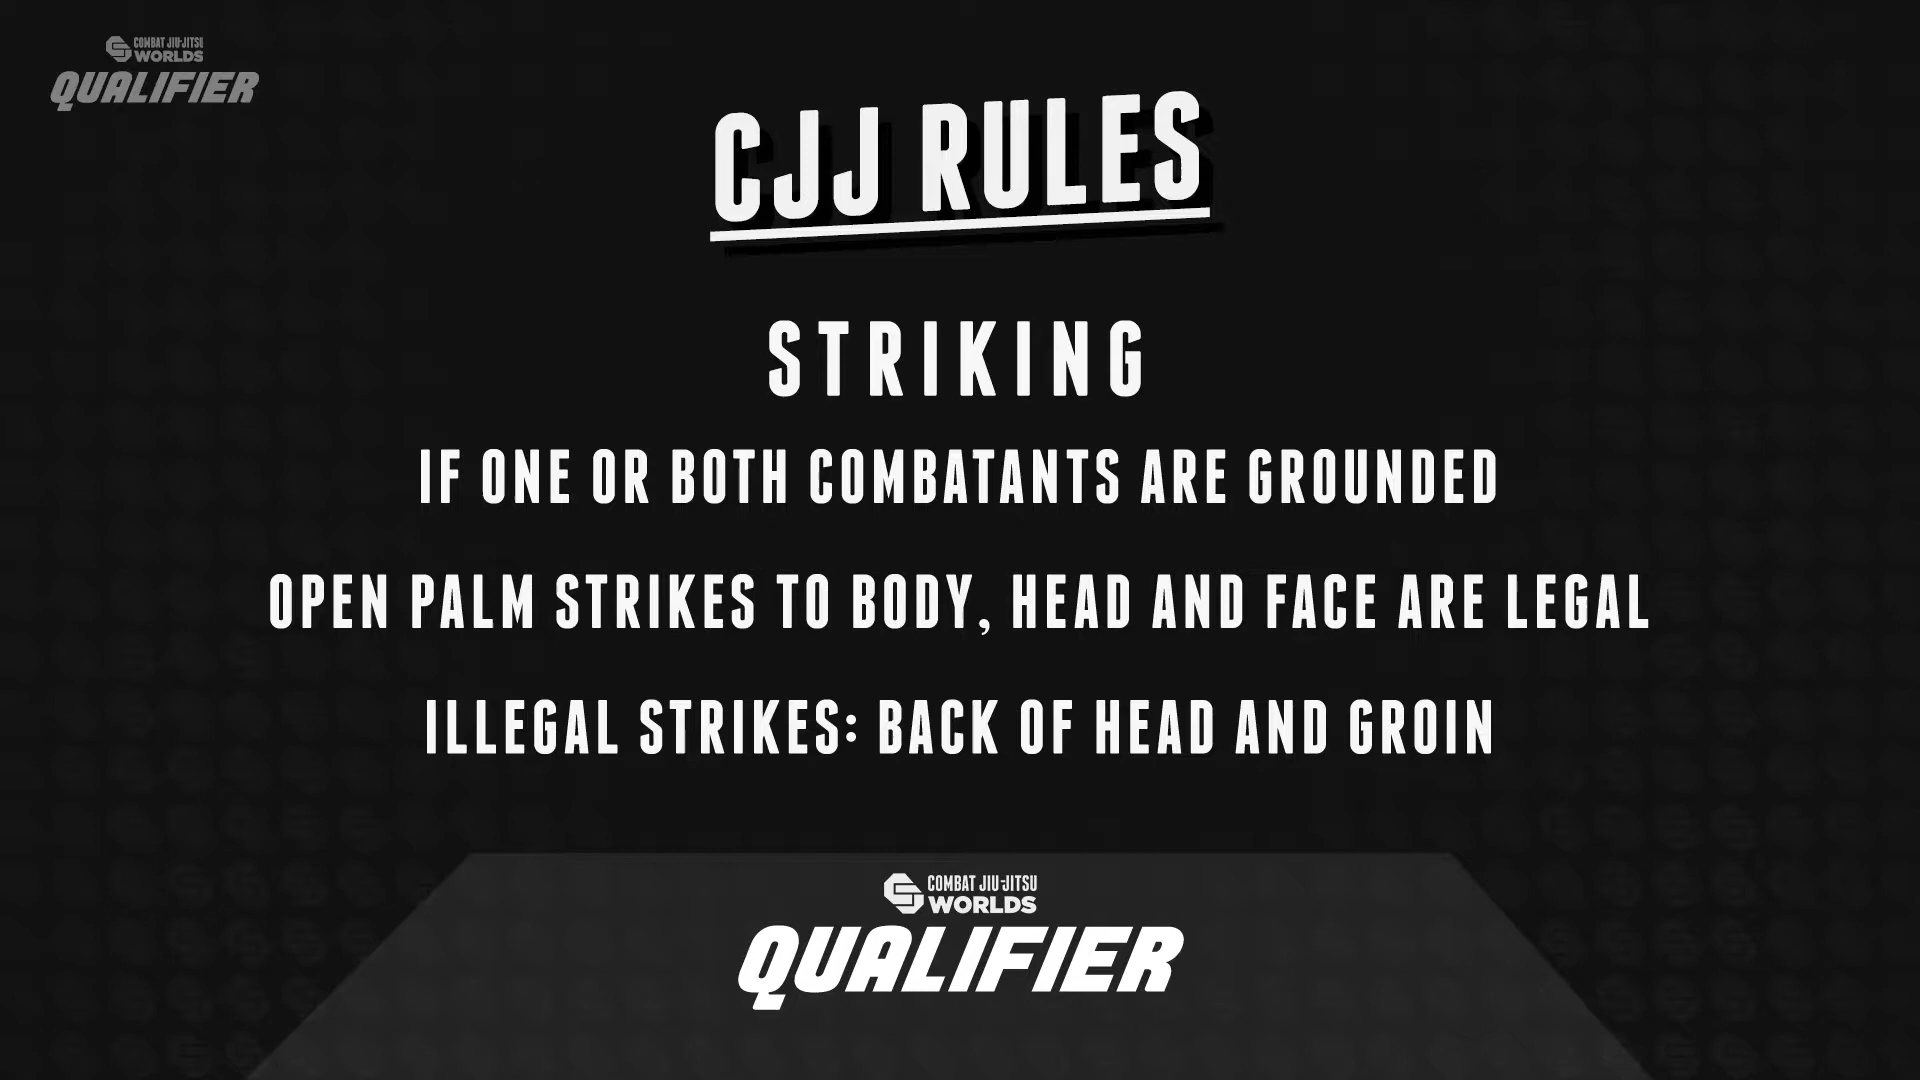 COMBAT JIU-JITSU
WORLDS
QUALIFIER
CJJ RULES
STRIKING
IF ONE OR BOTH COMBATANTS ARE GROUNDED
OPEN PALM STRIKES TO BODY, HEAD AND FACE ARE LEGAL
ILLEGAL STRIKES: BACK OF HEAD AND GROIN
COMBAT JIU-JITSU
WORLDS
QUALIFIER